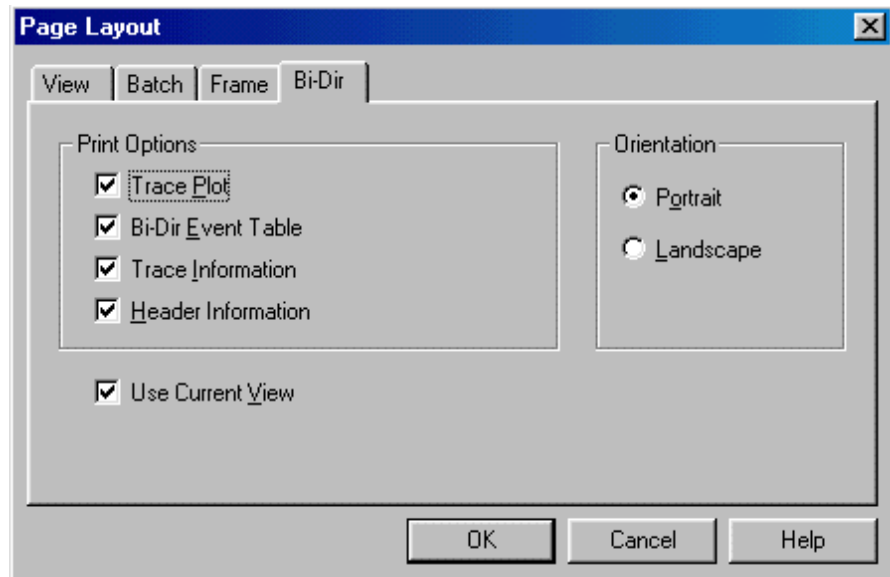 Page Layout
View Batch Frame Bi-Dir
Print Options
Trace Plot
Bi-Dir Event Table
Trace Information
Header Information
Use Current View
Orientation
Portrait
Landscape
OK Cancel Help